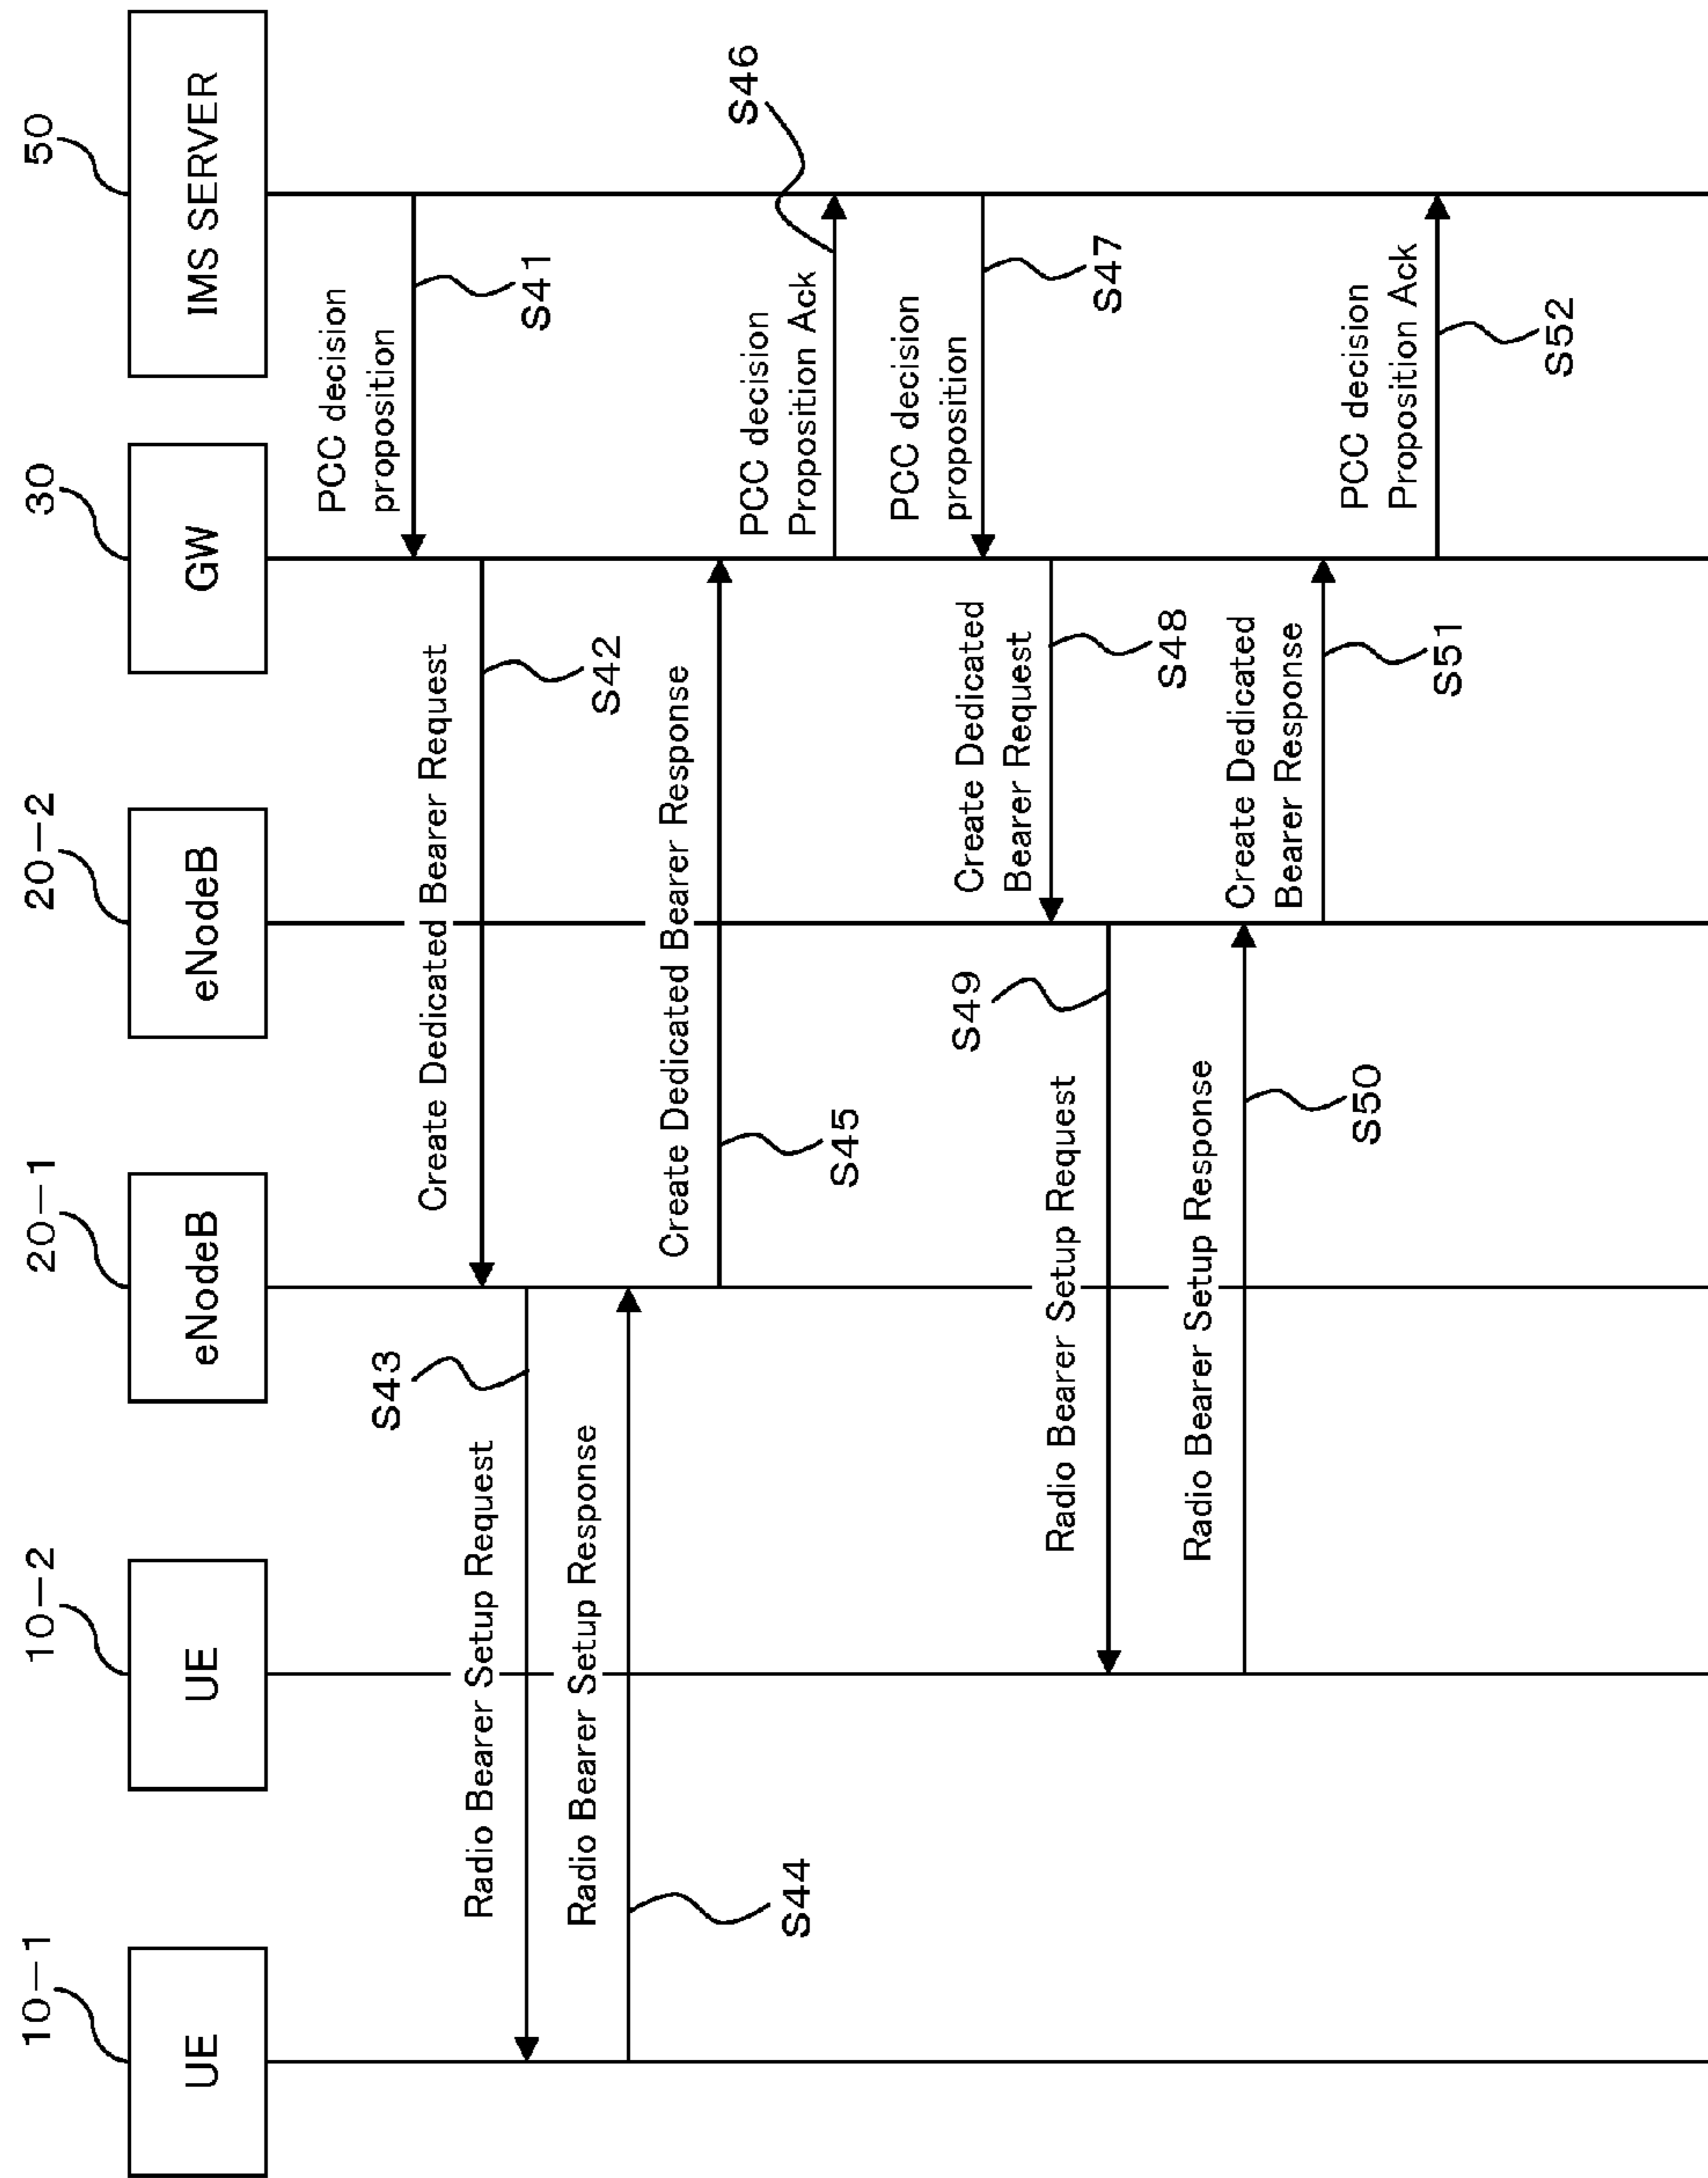 10-1
10-2
20-1
20-2
30
50
UE
UE
eNodeB
eNodeB
GW
IMS SERVER
PCC decision
proposition
S41
Create Dedicated Bearer Request
S42
S43
Radio Bearer Setup Request
Radio Bearer Setup Response
S44
Create Dedicated Bearer Response
S45
S46
PCC decision
Proposition Ack
PCC decision
proposition
S47
Create Dedicated
Bearer Request
S48
S49
Radio Bearer Setup Request
Radio Bearer Setup Response
S50
Create Dedicated
Bearer Response
S51
PCC decision
Proposition Ack
S52